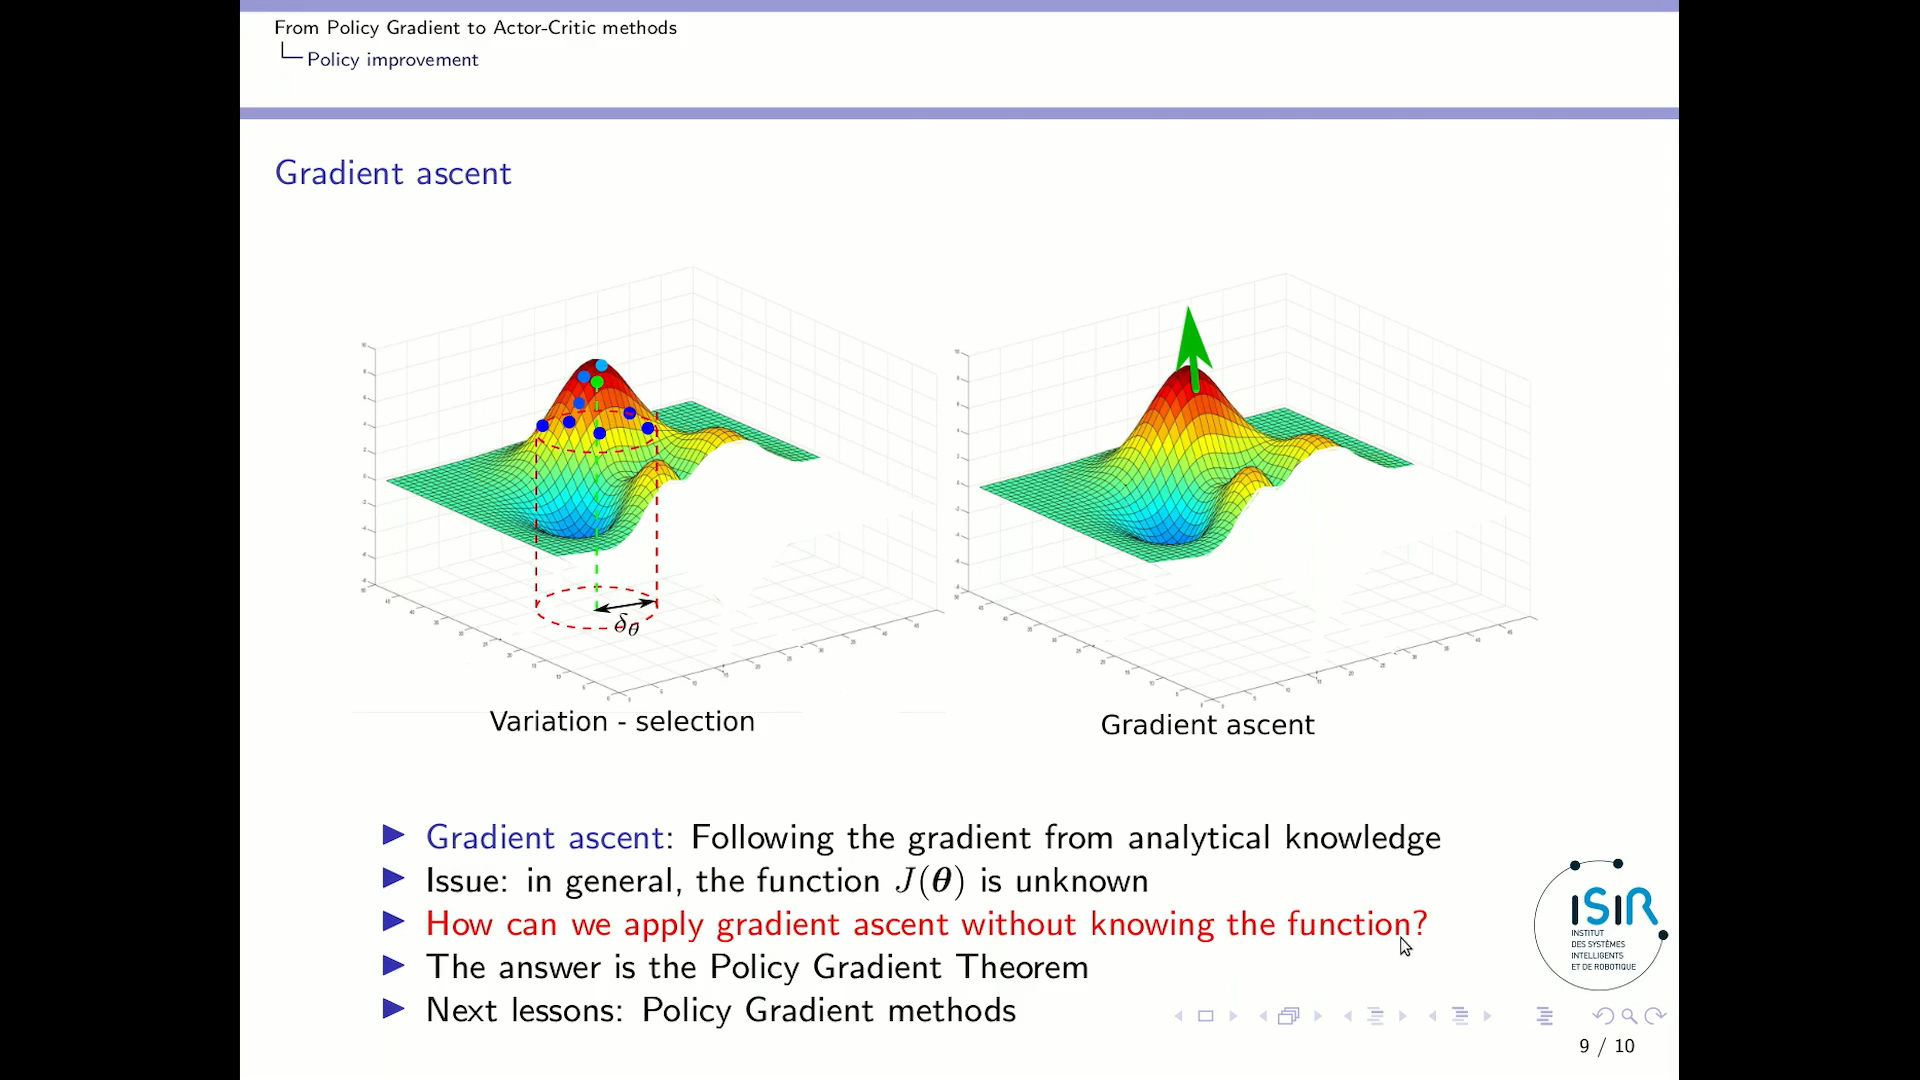 From Policy Gradient to Actor-Critic methods
Policy improvement
Gradient ascent
δθ
Variation - selection
Gradient ascent
Gradient ascent: Following the gradient from analytical knowledge
Issue: in general, the function J(θ) is unknown
How can we apply gradient ascent without knowing the function?
The answer is the Policy Gradient Theorem
Next lessons: Policy Gradient methods
ISIR
INSTITUT
DES SYSTÈMES
INTELLIGENTS
ET DE ROBOTIQUE
9 / 10